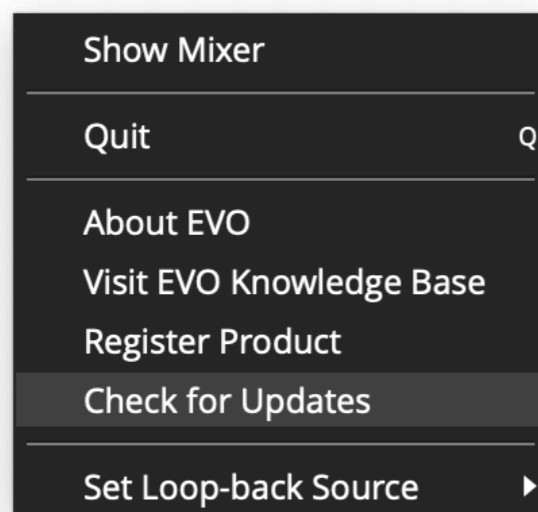 Show Mixer
Quit Q
About EVO
Visit EVO Knowledge Base
Register Product
Check for Updates
Set Loop-back Source